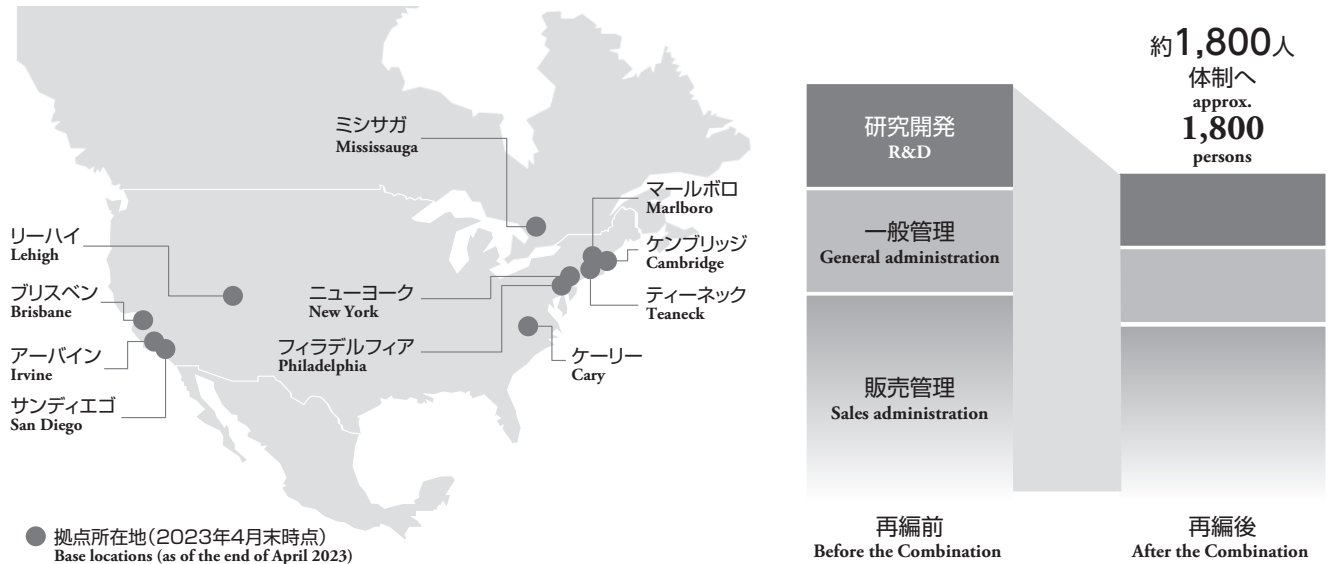 ミシサガ
Mississauga
マールボロ
Marlboro
リーハイ
Lehigh
ケンブリッジ
Cambridge
ブリスベン
Brisbane
ニューヨーク
New York
ティーネック
Teaneck
アーバイン
Irvine
フィラデルフィア
Philadelphia
ケーリー
Cary
サンディエゴ
San Diego
拠点所在地(2023年4月末時点)
Base locations (as of the end of April 2023)
約1,800人
体制へ
approx.
1,800
persons
研究開発
R&D
一般管理
General administration
販売管理
Sales administration
再編前
Before the Combination
再編後
After the Combination